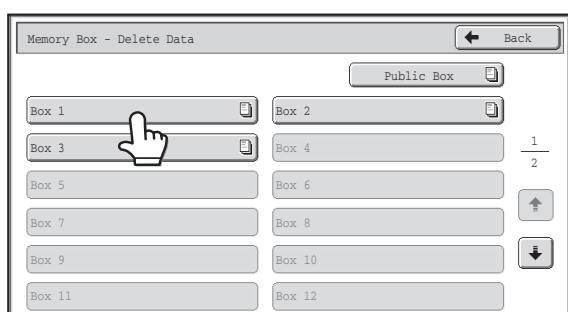 Memory Box - Delete Data
Back
Public Box
Box 1
Box 2
Box 3
Box 4
1
2
Box 5
Box 6
Box 7
Box 8
Box 9
Box 10
Box 11
Box 12